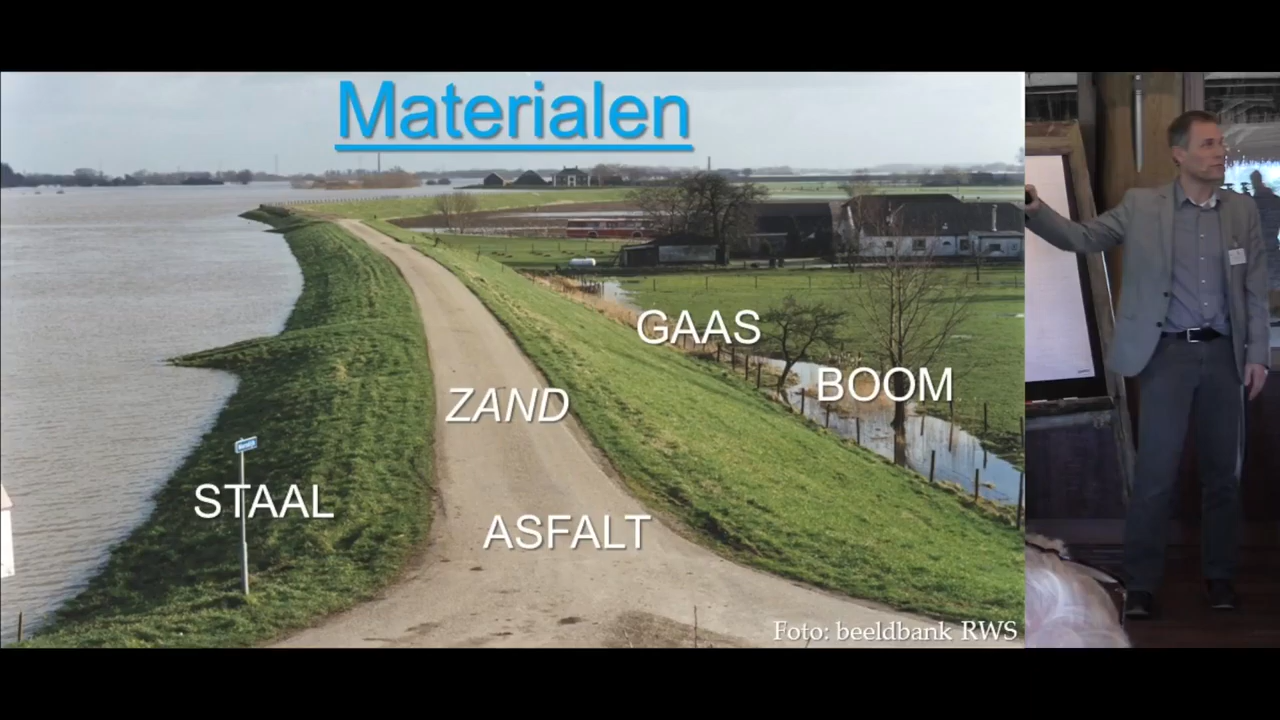 Materialen
GAAS
BOOM
ZAND
STAAL
ASFALT
Foto: beeldbank RWS